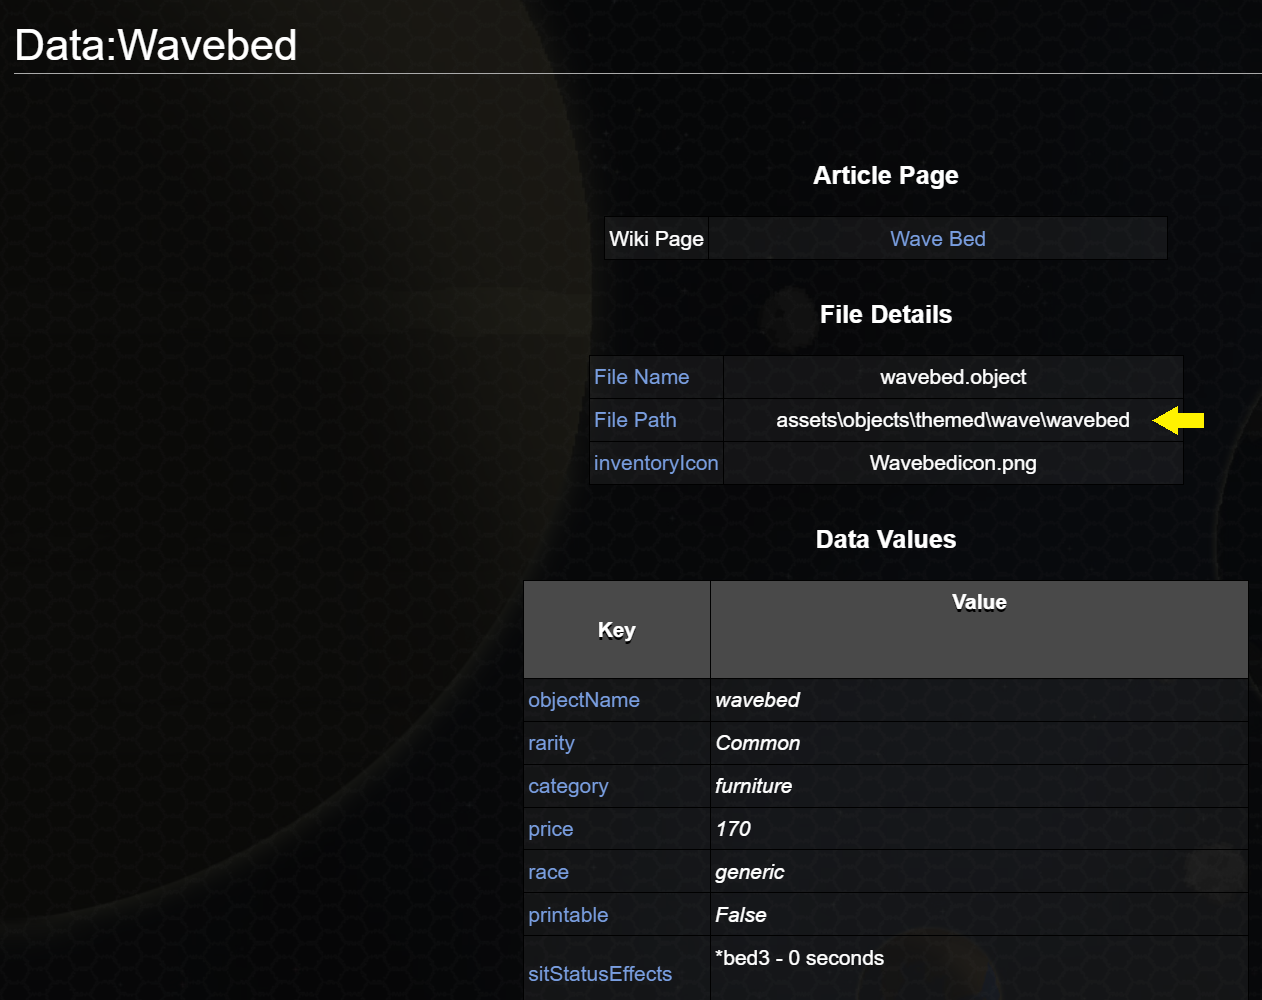 Data:Wavebed
Article Page
Wiki Page Wave Bed
File Details
File Name wavebed.object
File Path assets\objects\themed\wave\wavebed
inventoryIcon Wavebedicon.png
Data Values
Key Value
objectName wavebed
rarity Common
category furniture
price 170
race generic
printable False
sitStatusEffects *bed3 - 0 seconds